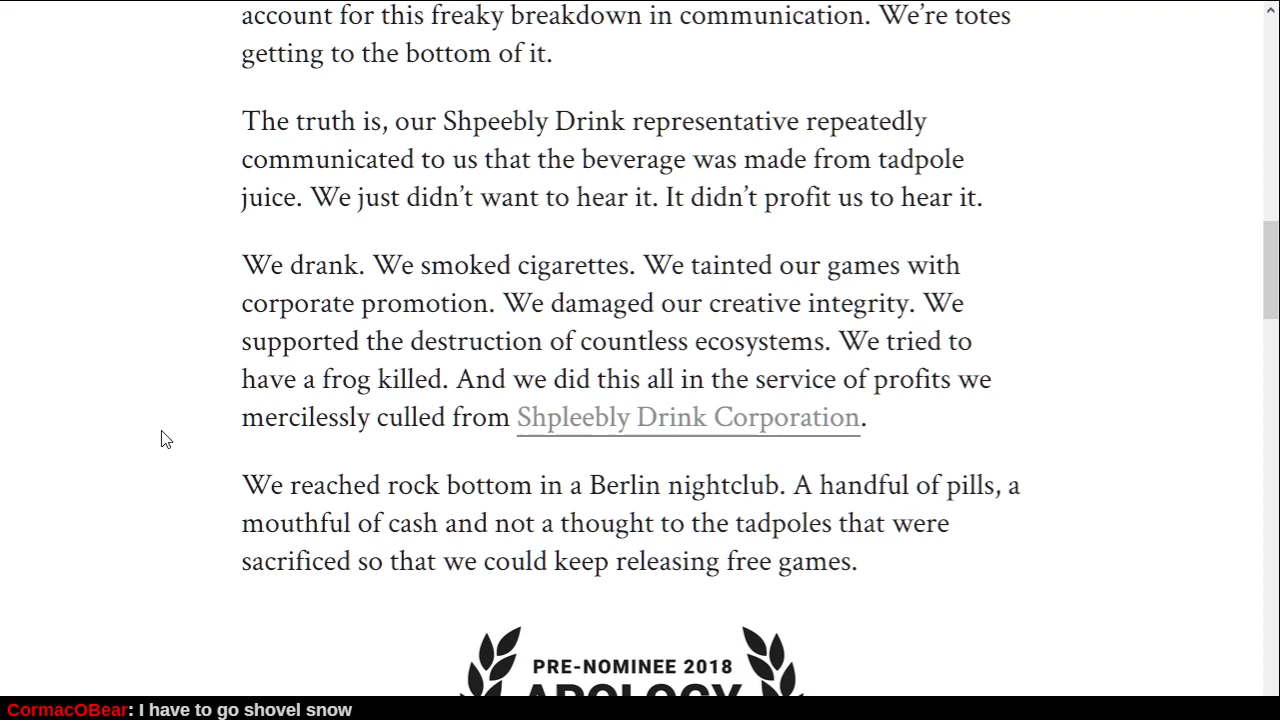 account for this freaky breakdown in communication. We’re totes
getting to the bottom of it.
The truth is, our Shpeebly Drink representative repeatedly
communicated to us that the beverage was made from tadpole
juice. We just didn’t want to hear it. It didn’t profit us to hear it.
We drank. We smoked cigarettes. We tainted our games with
corporate promotion. We damaged our creative integrity. We
supported the destruction of countless ecosystems. We tried to
have a frog killed. And we did this all in the service of profits we
mercilessly culled from Shpleebly Drink Corporation.
We reached rock bottom in a Berlin nightclub. A handful of pills, a
mouthful of cash and not a thought to the tadpoles that were
sacrificed so that we could keep releasing free games.
PRE-NOMINEE 2018
APOLOGY
CormacOBear: I have to go shovel snow